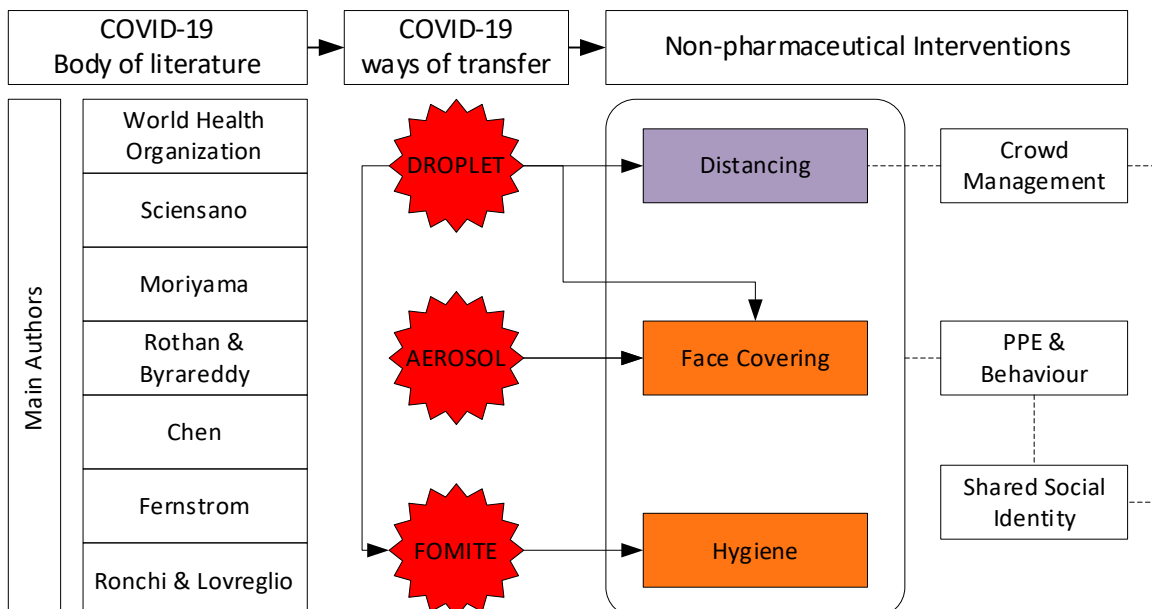 COVID-19
Body of literature
COVID-19
ways of transfer
Non-pharmaceutical Interventions
Main Authors
World Health
Organization
Sciensano
Moriyama
Rothan &
Byrareddy
Chen
Fernstrom
Ronchi & Lovreglio
DROPLET
AEROSOL
FOMITE
Distancing
Face Covering
Hygiene
Crowd
Management
PPE &
Behaviour
Shared Social
Identity